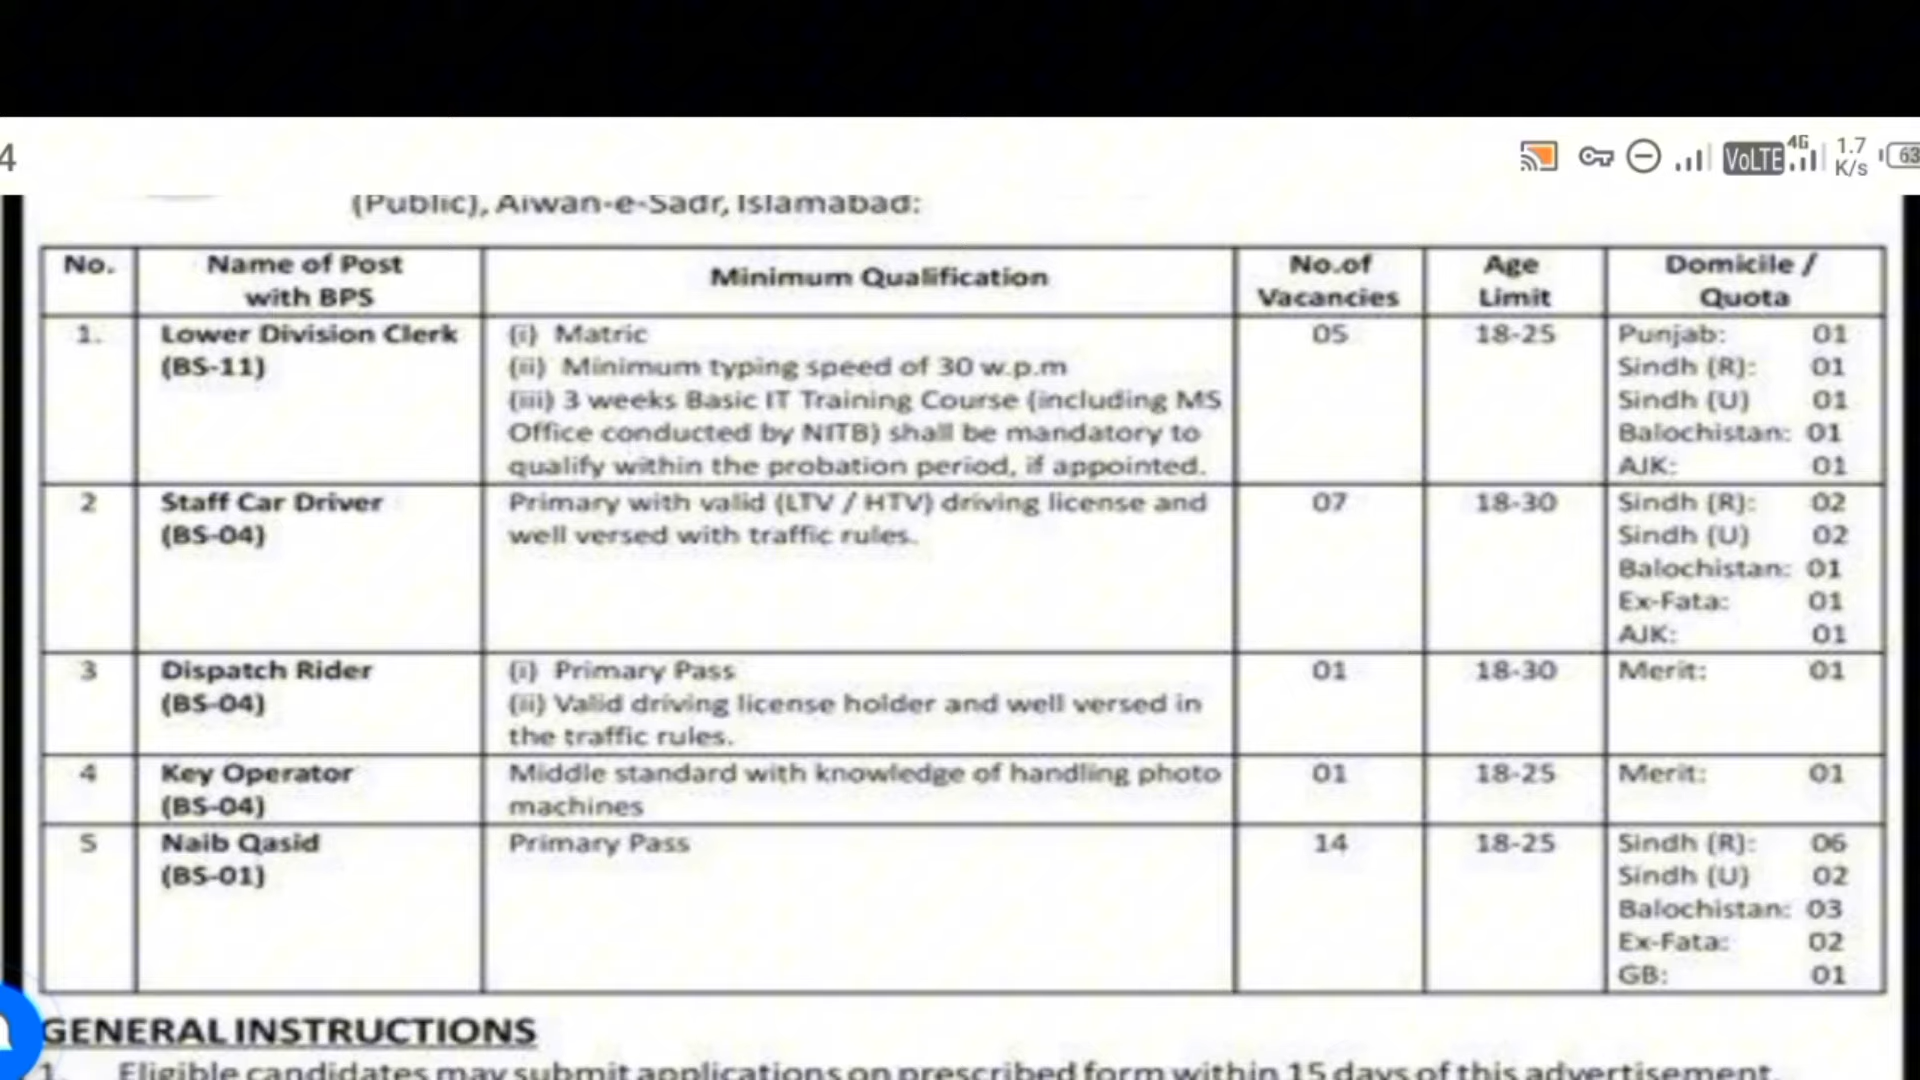 4
VoLTE 4G 1.7 K/s 63
(Public), Aiwan-e-Sadr, Islamabad:
No. Name of Post with BPS Minimum Qualification No.of Vacancies Age Limit Domicile / Quota
1. Lower Division Clerk (i) Matric 05 18-25 Punjab: 01
(BS-11) (ii) Minimum typing speed of 30 w.p.m Sindh (R): 01
(iii) 3 weeks Basic IT Training Course (including MS Sindh (U) 01
Office conducted by NITB) shall be mandatory to Balochistan: 01
qualify within the probation period, if appointed. AJK: 01
2 Staff Car Driver Primary with valid (LTV / HTV) driving license and 07 18-30 Sindh (R): 02
(BS-04) well versed with traffic rules. Sindh (U) 02
Balochistan: 01
Ex-Fata: 01
AJK: 01
3 Dispatch Rider (i) Primary Pass 01 18-30 Merit: 01
(BS-04) (ii) Valid driving license holder and well versed in
the traffic rules.
4 Key Operator Middle standard with knowledge of handling photo 01 18-25 Merit: 01
(BS-04) machines
5 Naib Qasid Primary Pass 14 18-25 Sindh (R): 06
(BS-01) Sindh (U) 02
Balochistan: 03
Ex-Fata: 02
GB: 01
GENERAL INSTRUCTIONS
1. Eligible candidates may submit applications on prescribed form within 15 days of this advertisement.